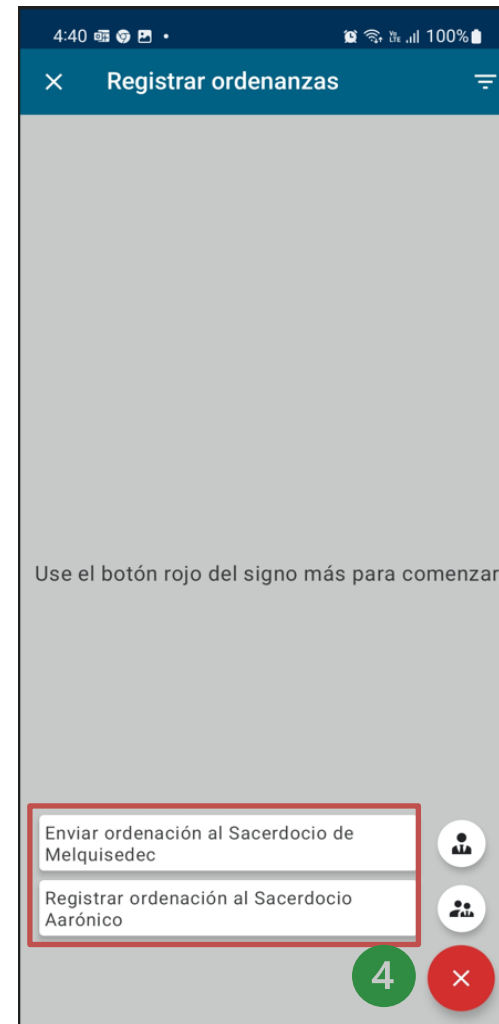 4:40
LTE 100%
Registrar ordenanzas
Use el botón rojo del signo más para comenzar
Enviar ordenación al Sacerdocio de
Melquisedec
Registrar ordenación al Sacerdocio
Aarónico
4